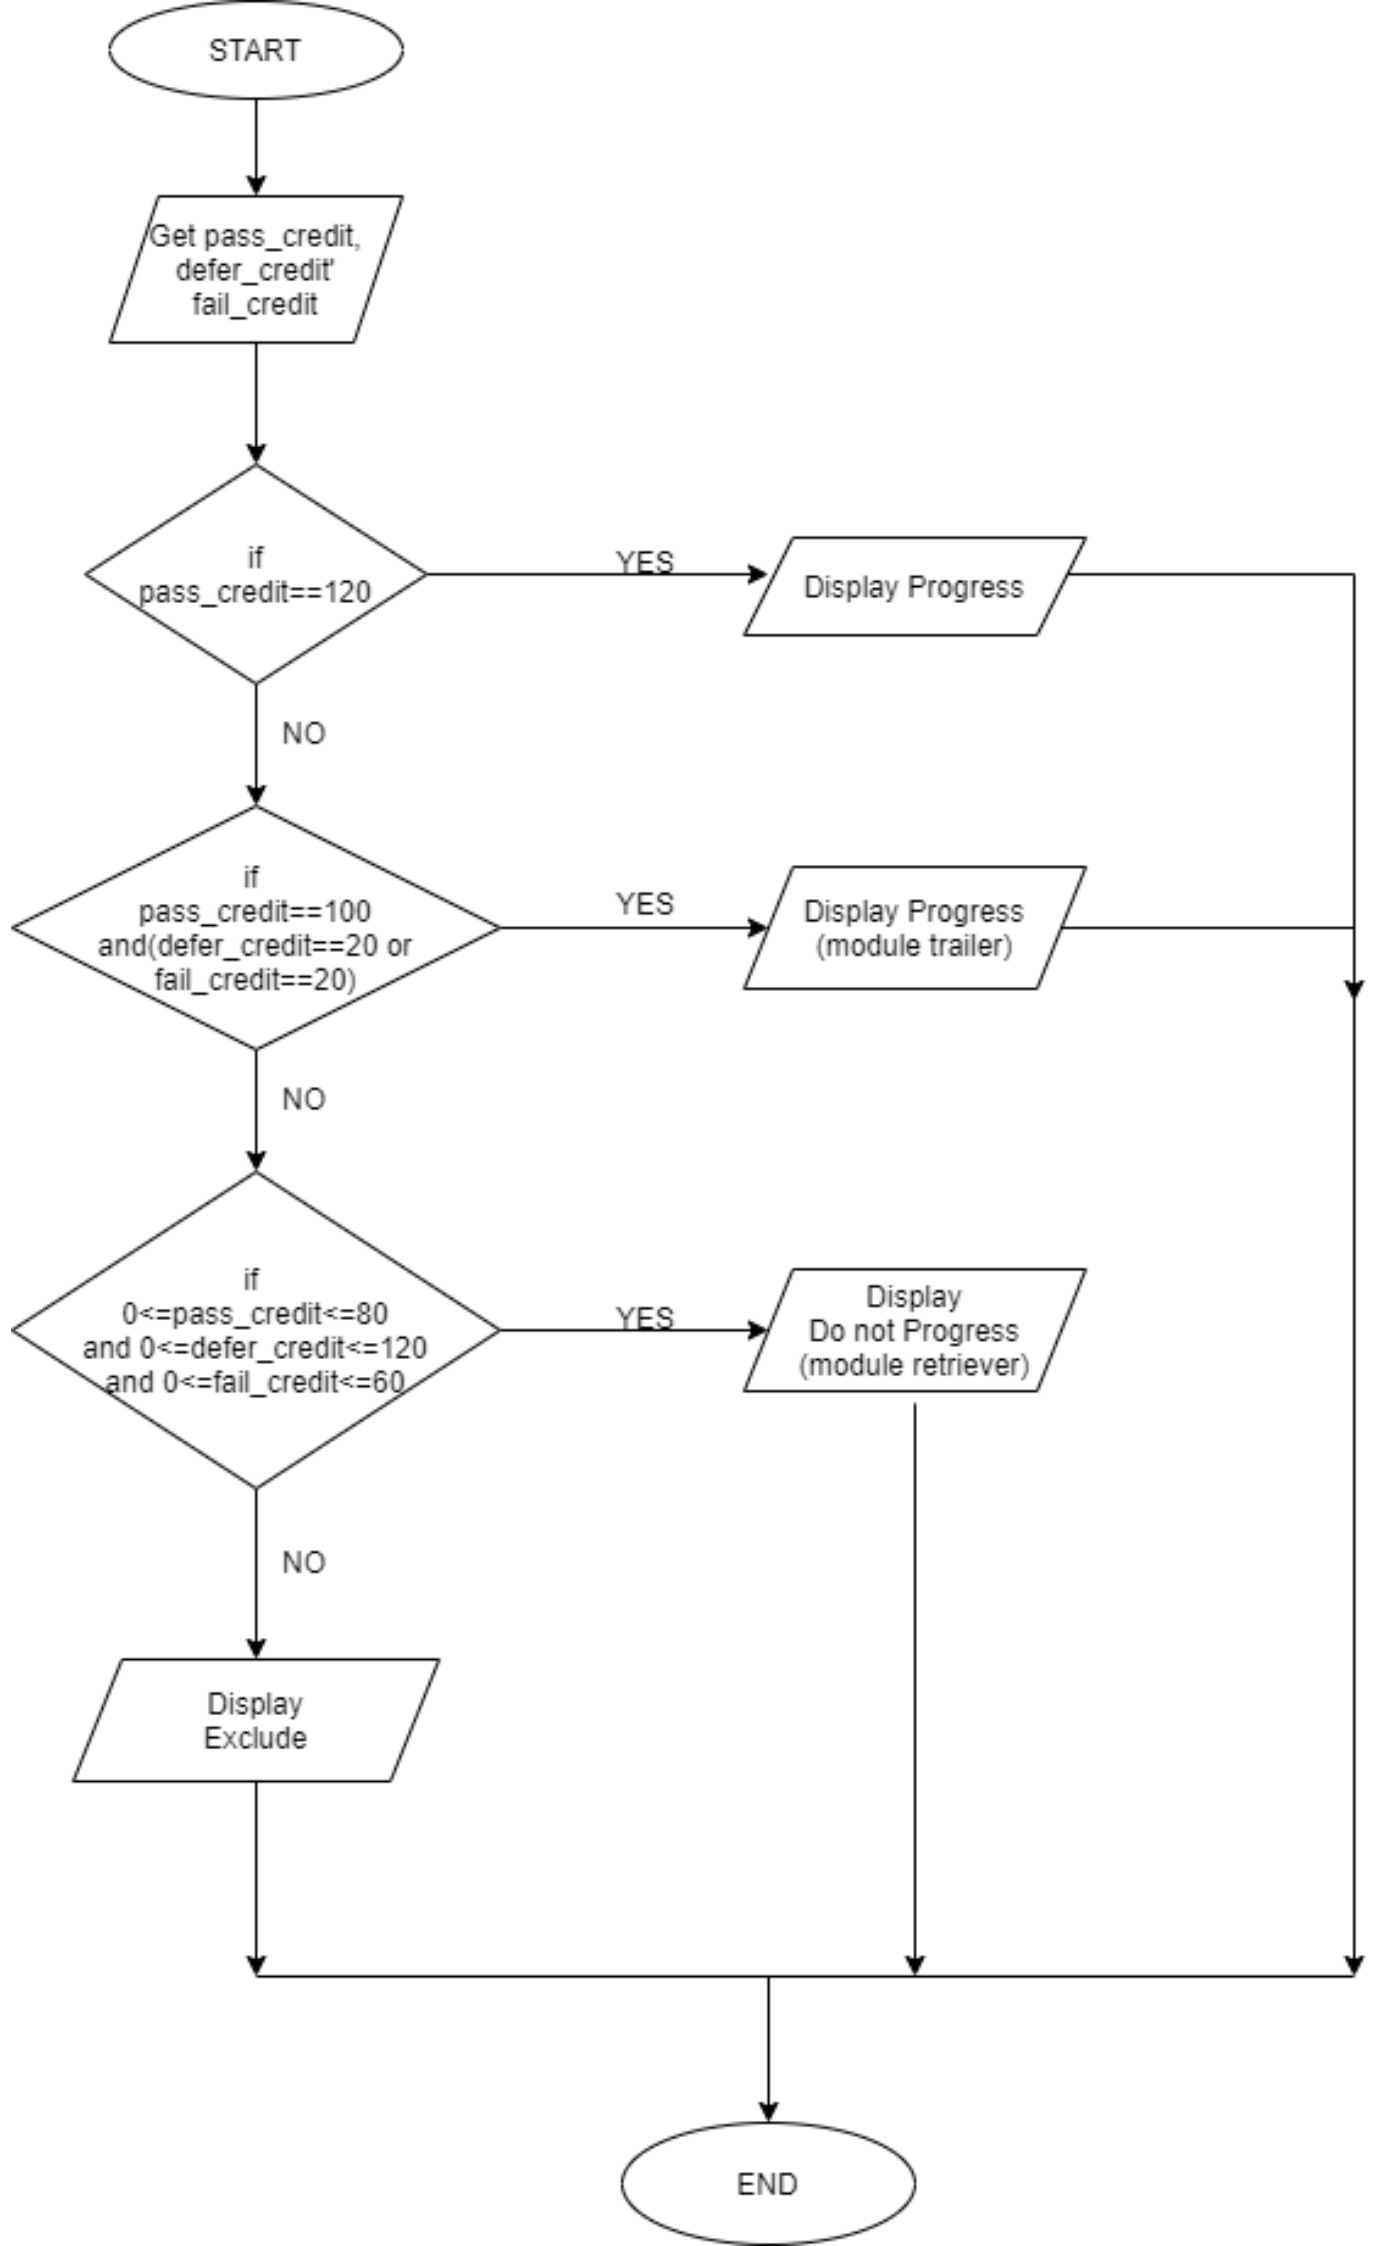 START
Get pass_credit,
defer_credit'
fail_credit
if
pass_credit==120
YES
Display Progress
NO
if
pass_credit==100
and(defer_credit==20 or
fail_credit==20)
YES
Display Progress
(module trailer)
NO
if
0<=pass_credit<=80
and 0<=defer_credit<=120
and 0<=fail_credit<=60
YES
Display
Do not Progress
(module retriever)
NO
Display
Exclude
END